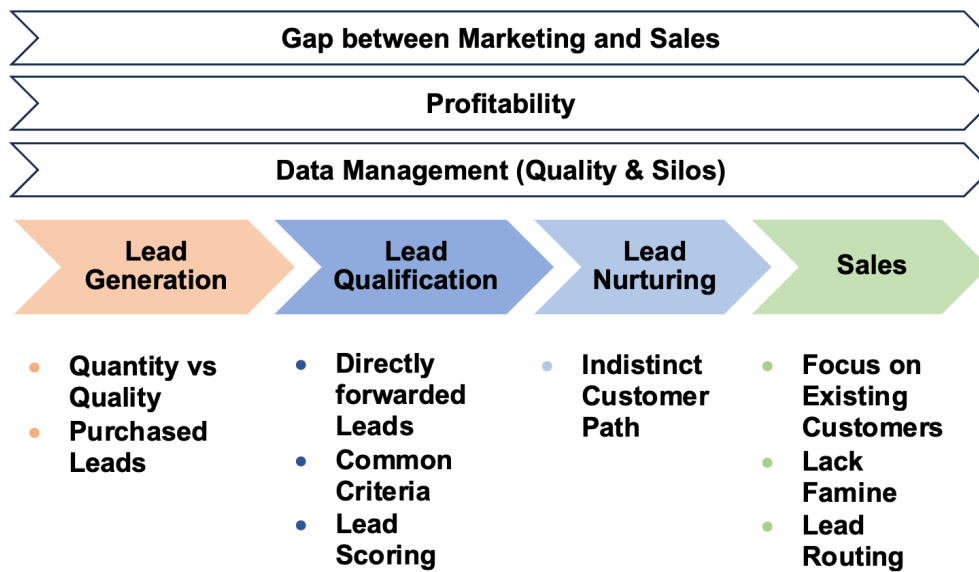 Gap between Marketing and Sales
Profitability
Data Management (Quality & Silos)
Lead
Generation
Lead
Qualification
Lead
Nurturing
Sales
• Quantity vs
Quality
• Purchased
Leads
• Directly
forwarded
Leads
• Common
Criteria
• Lead
Scoring
• Indistinct
Customer
Path
• Focus on
Existing
Customers
• Lack
Famine
• Lead
Routing